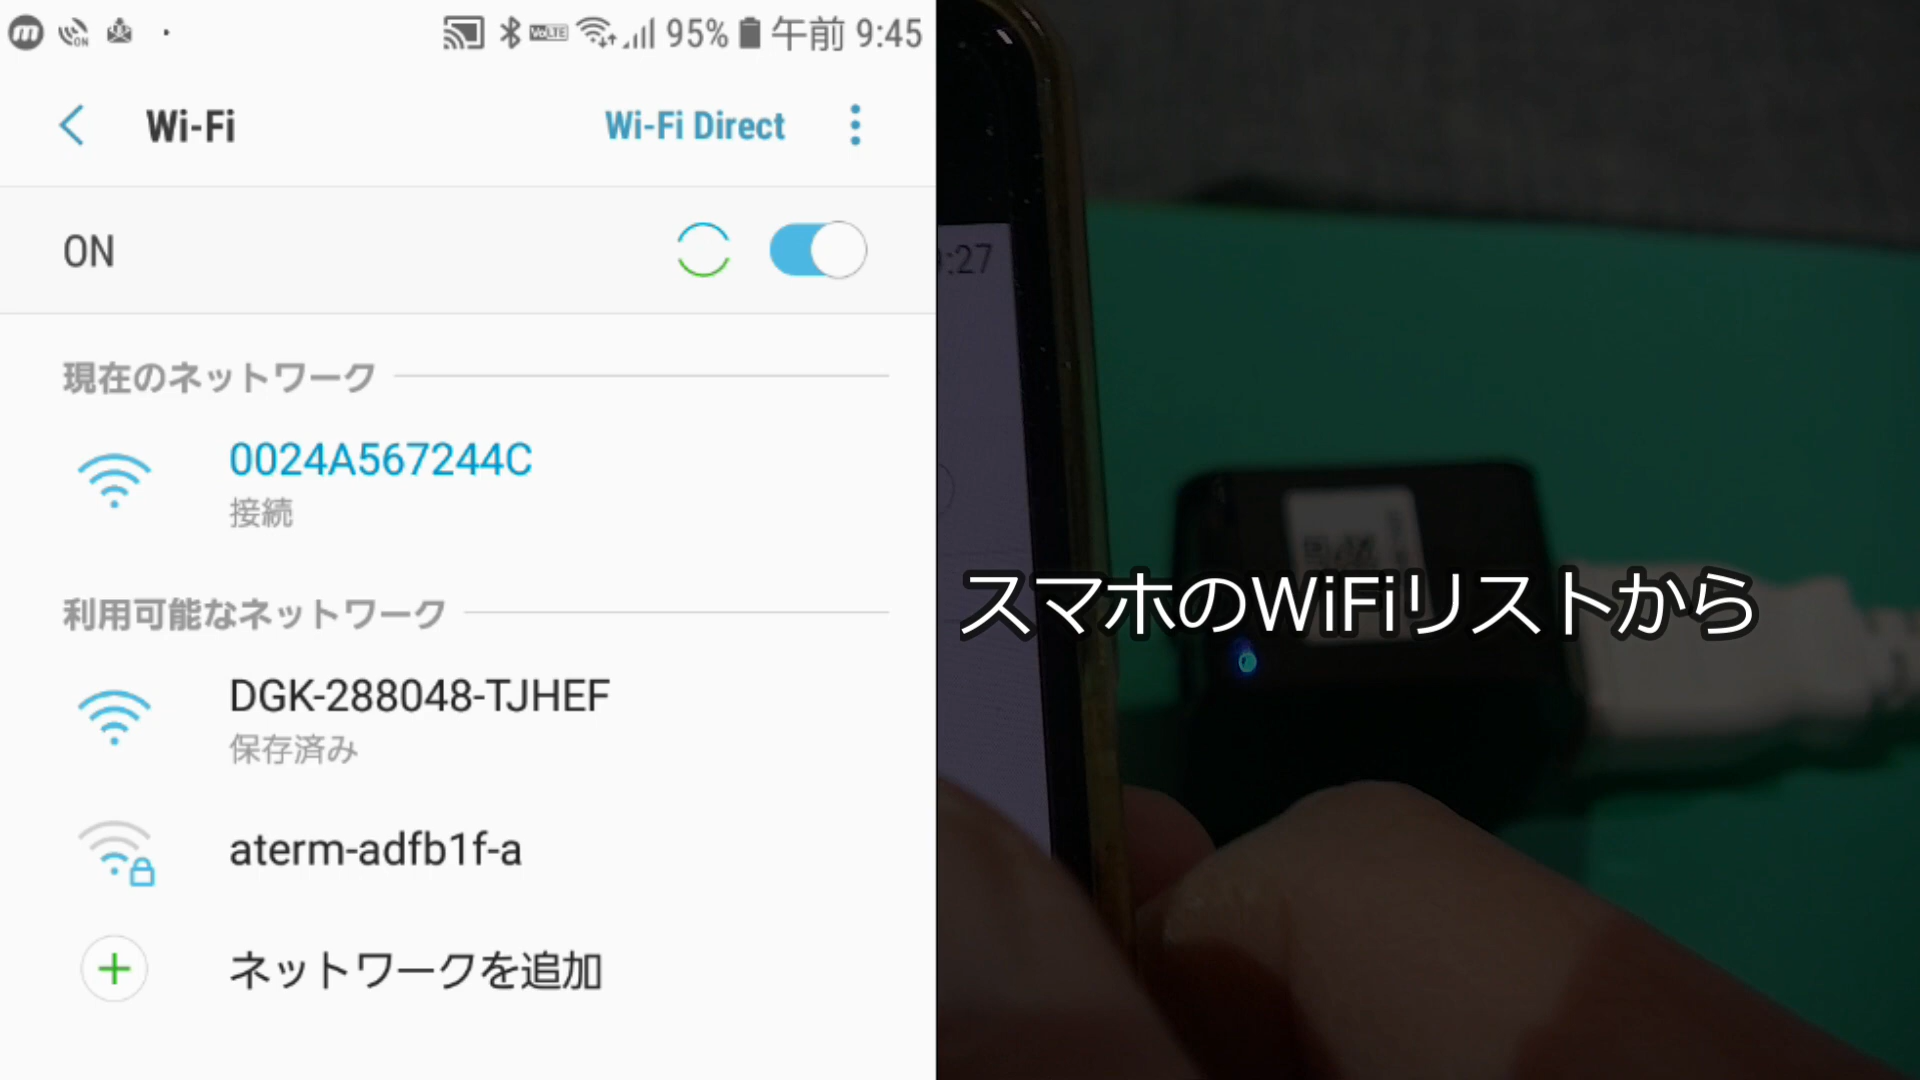 95% 午前 9:45
Wi-Fi
Wi-Fi Direct
ON
現在のネットワーク
0024A567244C
接続
利用可能なネットワーク
DGK-288048-TJHEF
保存済み
aterm-adfb1f-a
ネットワークを追加
:27
スマホのWiFiリストから